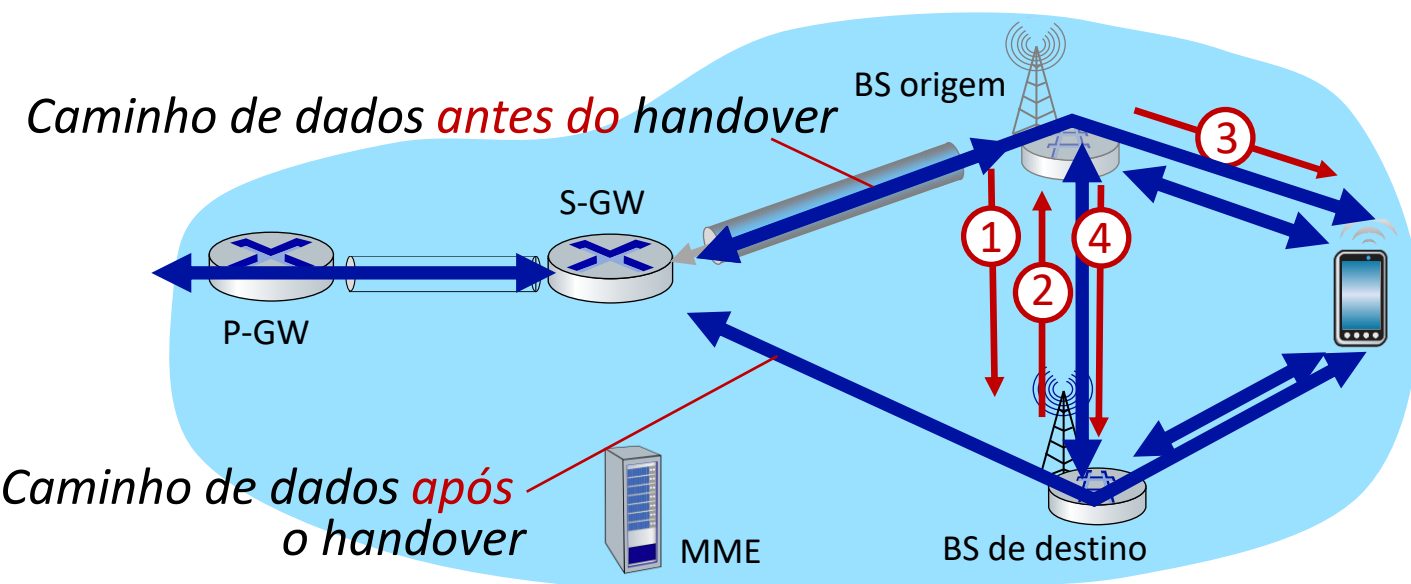 BS origem
Caminho de dados antes do handover
3
S-GW
1
4
2
P-GW
Caminho de dados após
o handover
MME
BS de destino